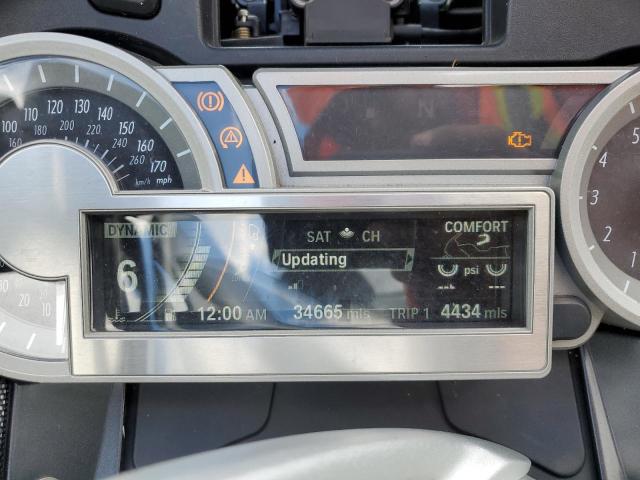 120 130 140
110
100
150
160
170
160
180
200
220
240
260
km/h mph
N
5
4
3
2
1
DYNAMIC
SAT CH
COMFORT
Updating
6
psi
--.-- ---
12:00 AM 34665 mls TRIP 1 4434 mls
10